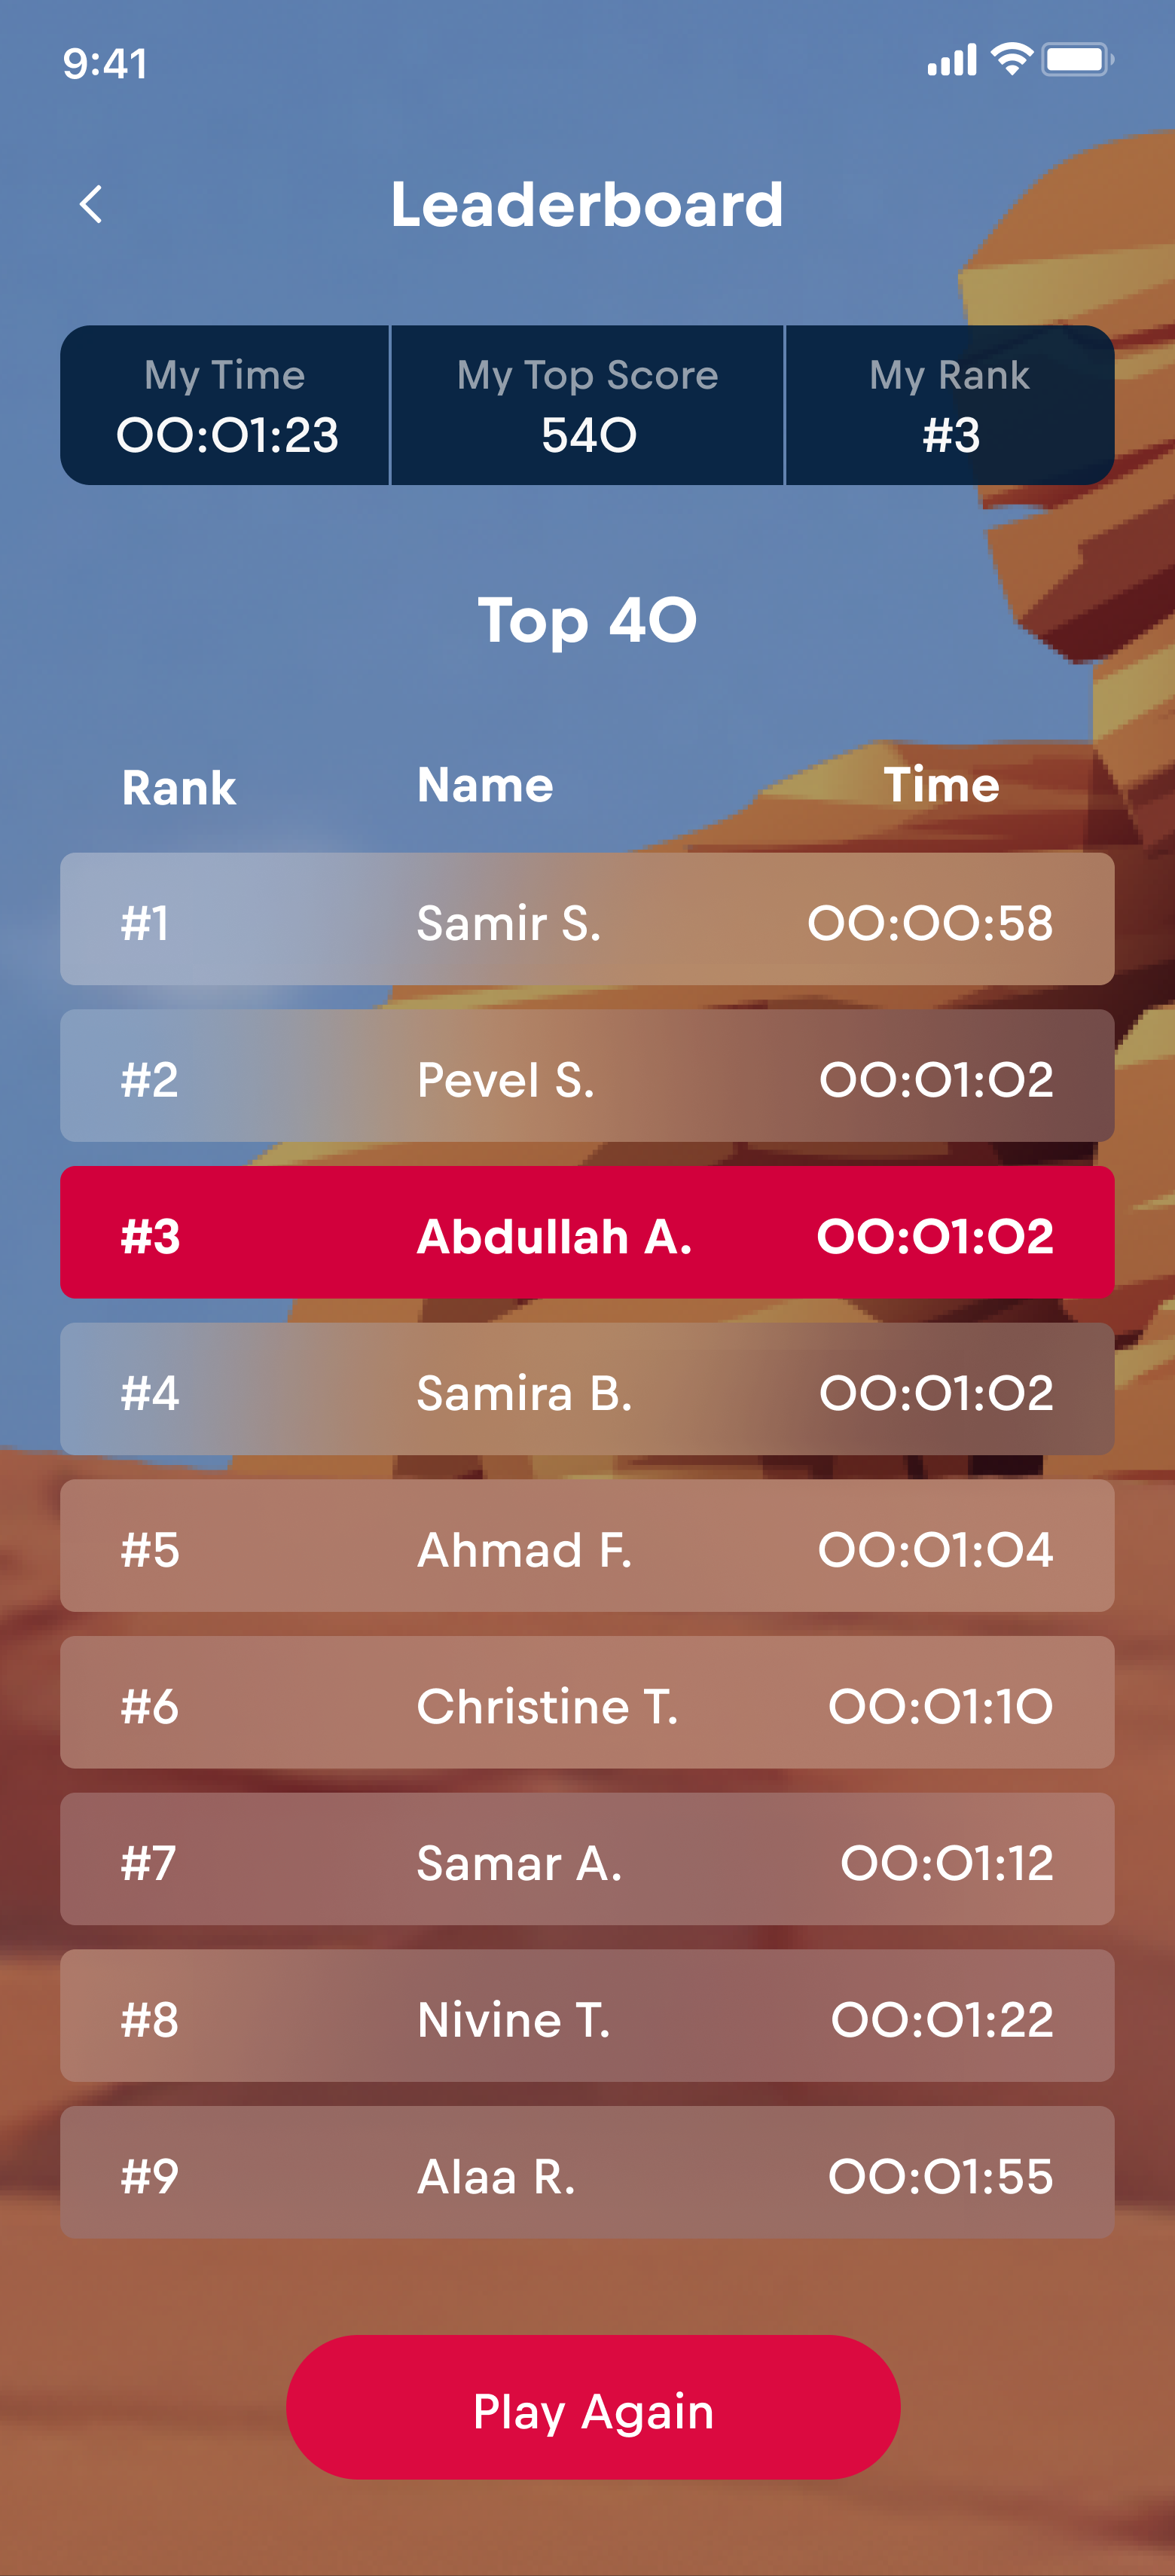 9:41
Leaderboard
My Time My Top Score My Rank
00:01:23 540 #3
Top 40
Rank Name Time
#1 Samir S. 00:00:58
#2 Pevel S. 00:01:02
#3 Abdullah A. 00:01:02
#4 Samira B. 00:01:02
#5 Ahmad F. 00:01:04
#6 Christine T. 00:01:10
#7 Samar A. 00:01:12
#8 Nivine T. 00:01:22
#9 Alaa R. 00:01:55
Play Again